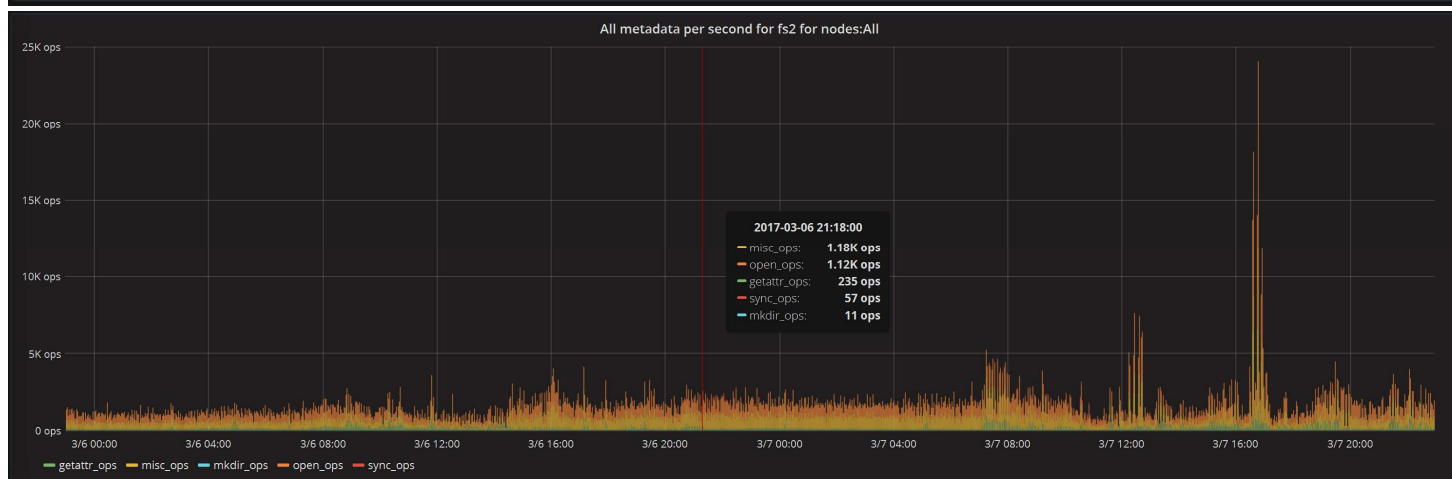 All metadata per second for fs2 for nodes:All
25K ops
20K ops
15K ops
10K ops
5K ops
0 ops
2017-03-06 21:18:00
misc_ops: 1.18K ops
open_ops: 1.12K ops
getattr_ops: 235 ops
sync_ops: 57 ops
mkdir_ops: 11 ops
3/6 00:00 3/6 04:00 3/6 08:00 3/6 12:00 3/6 16:00 3/6 20:00 3/7 00:00 3/7 04:00 3/7 08:00 3/7 12:00 3/7 16:00 3/7 20:00
getattr_ops misc_ops mkdir_ops open_ops sync_ops